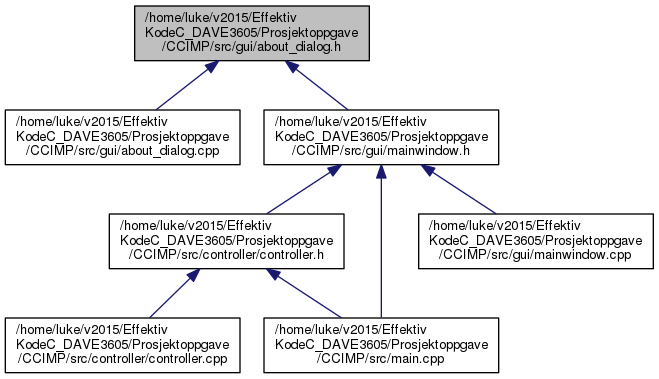 /home/luke/v2015/Effektiv
KodeC_DAVE3605/Prosjektoppgave
/CCIMP/src/gui/about_dialog.h
/home/luke/v2015/Effektiv
KodeC_DAVE3605/Prosjektoppgave
/CCIMP/src/gui/about_dialog.cpp
/home/luke/v2015/Effektiv
KodeC_DAVE3605/Prosjektoppgave
/CCIMP/src/gui/mainwindow.h
/home/luke/v2015/Effektiv
KodeC_DAVE3605/Prosjektoppgave
/CCIMP/src/controller/controller.h
/home/luke/v2015/Effektiv
KodeC_DAVE3605/Prosjektoppgave
/CCIMP/src/gui/mainwindow.cpp
/home/luke/v2015/Effektiv
KodeC_DAVE3605/Prosjektoppgave
/CCIMP/src/controller/controller.cpp
/home/luke/v2015/Effektiv
KodeC_DAVE3605/Prosjektoppgave
/CCIMP/src/main.cpp